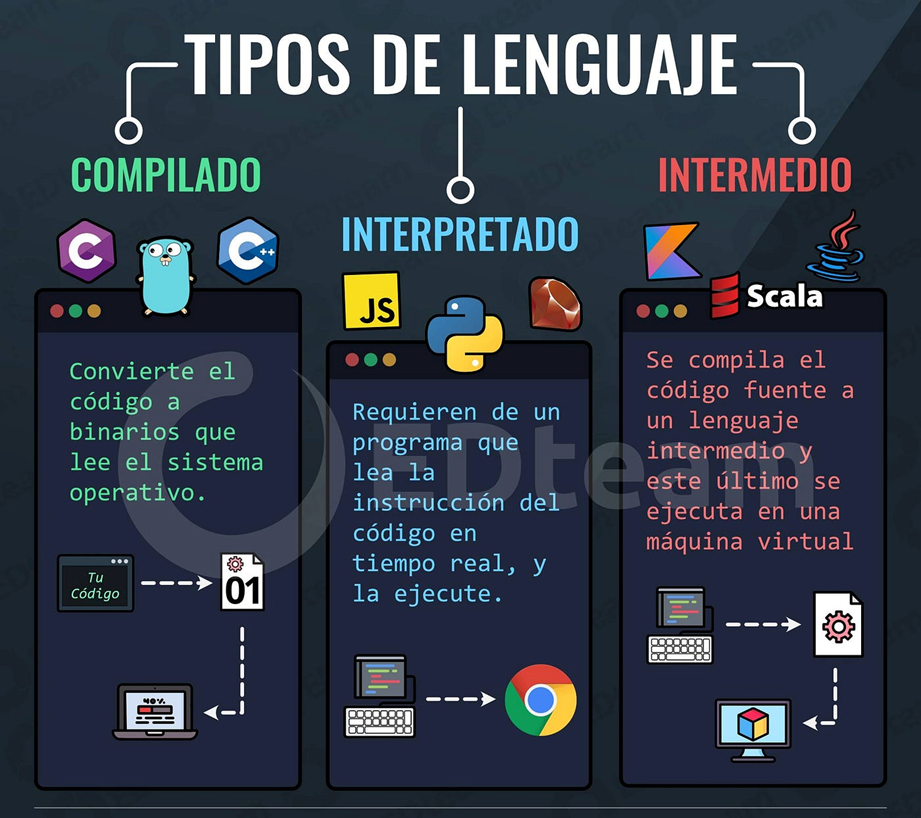 TIPOS DE LENGUAJE
COMPILADO
C
C++
Convierte el
código a
binarios que
lee el sistema
operativo.
Tu
Código
01
40%
INTERPRETADO
JS
Requieren de un
programa que
lea la
instrucción del
código en
tiempo real, y
la ejecute.
INTERMEDIO
Scala
Se compila el
código fuente a
un lenguaje
intermedio y
este último se
ejecuta en una
máquina virtual
EDteam